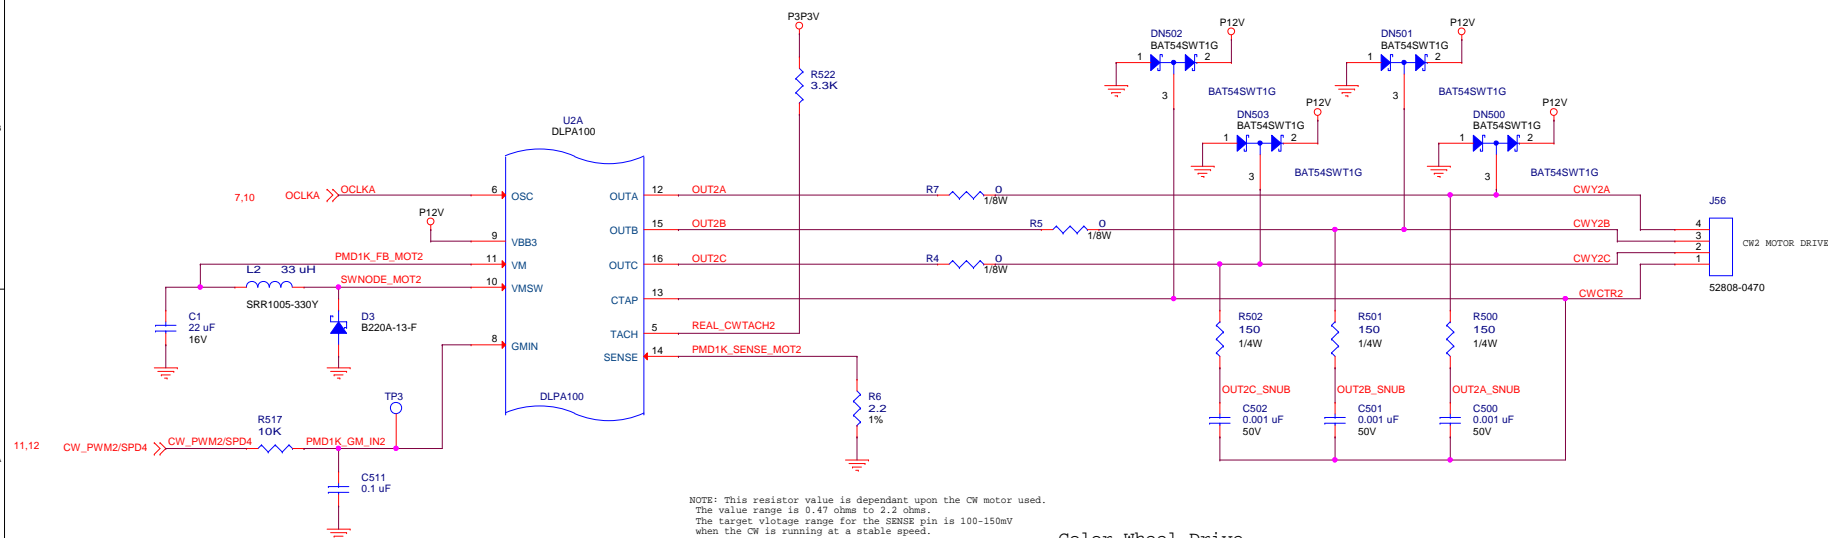 P3P3V
R522
3.3K
DN502
BAT54SWT1G
P12V
1
2
3
BAT54SWT1G
DN501
BAT54SWT1G
P12V
1
2
3
BAT54SWT1G
DN503
BAT54SWT1G
P12V
1
2
3
BAT54SWT1G
DN500
BAT54SWT1G
P12V
1
2
3
BAT54SWT1G
U2A
DLPA100
7,10
OCLKA
OCLKA
6
OSC
P12V
9
VBB3
PMD1K_FB_MOT2
11
VM
L2
33 uH
SWNODE_MOT2
10
VMSW
SRR1005-330Y
C1
22 uF
16V
D3
B220A-13-F
8
GMIN
OUTA
12
OUT2A
R7
0
1/8W
CWY2A
OUTB
15
OUT2B
R5
0
1/8W
CWY2B
OUTC
16
OUT2C
R4
0
1/8W
CWY2C
CTAP
13
CWCTR2
TACH
5
REAL_CWTACH2
SENSE
14
PMD1K_SENSE_MOT2
DLPA100
J56
4
3
2
1
CW2 MOTOR DRIVE
52808-0470
R502
150
1/4W
R501
150
1/4W
R500
150
1/4W
OUT2C_SNUB
OUT2B_SNUB
OUT2A_SNUB
C502
0.001 uF
50V
C501
0.001 uF
50V
C500
0.001 uF
50V
R6
2.2
1%
TP3
11,12
CW_PWM2/SPD4
CW_PWM2/SPD4
R517
10K
PMD1K_GM_IN2
C511
0.1 uF
NOTE: This resistor value is dependant upon the CW motor used.
The value range is 0.47 ohms to 2.2 ohms.
The target vlotage range for the SENSE pin is 100-150mV
when the CW is running at a stable speed.
Color Wheel Drive